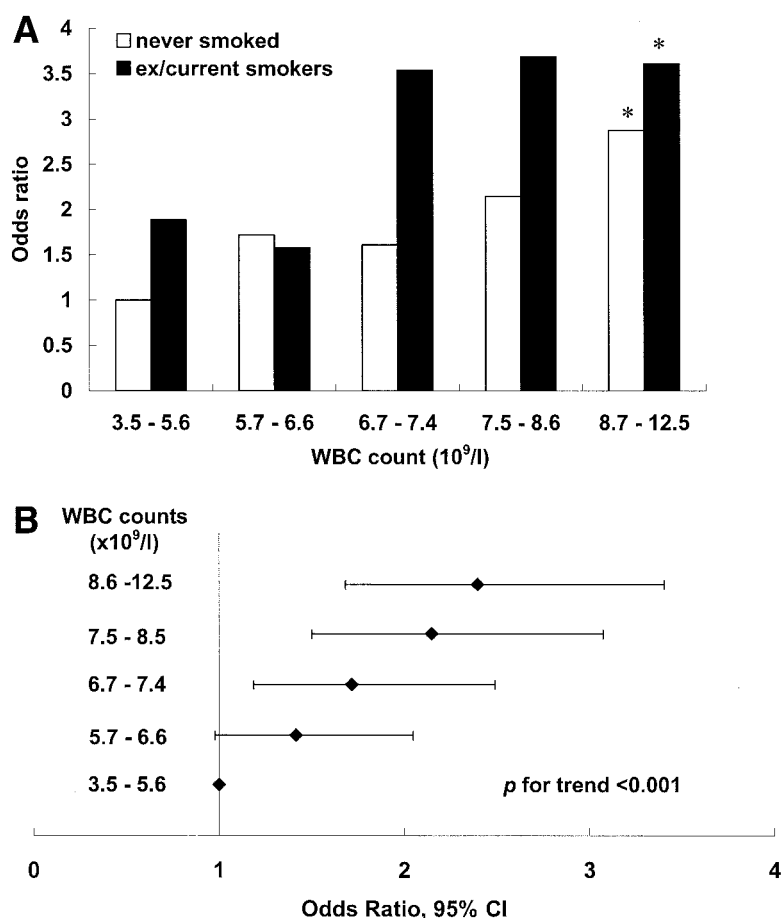 A
never smoked
ex/current smokers
4
3.5
3
2.5
2
1.5
1
0.5
0
Odds ratio
*
*
3.5 - 5.6
5.7 - 6.6
6.7 - 7.4
7.5 - 8.6
8.7 - 12.5
WBC count (10⁹/l)
B
WBC counts
(x10⁹/l)
8.6 -12.5
7.5 - 8.5
6.7 - 7.4
5.7 - 6.6
3.5 - 5.6
p for trend <0.001
0
1
2
3
4
Odds Ratio, 95% CI